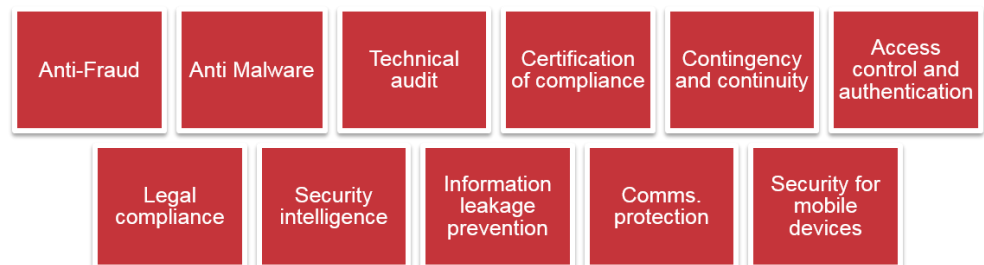 Anti-Fraud
Anti Malware
Technical
audit
Certification
of compliance
Contingency
and continuity
Access
control and
authentication
Legal
compliance
Security
intelligence
Information
leakage
prevention
Comms.
protection
Security for
mobile
devices